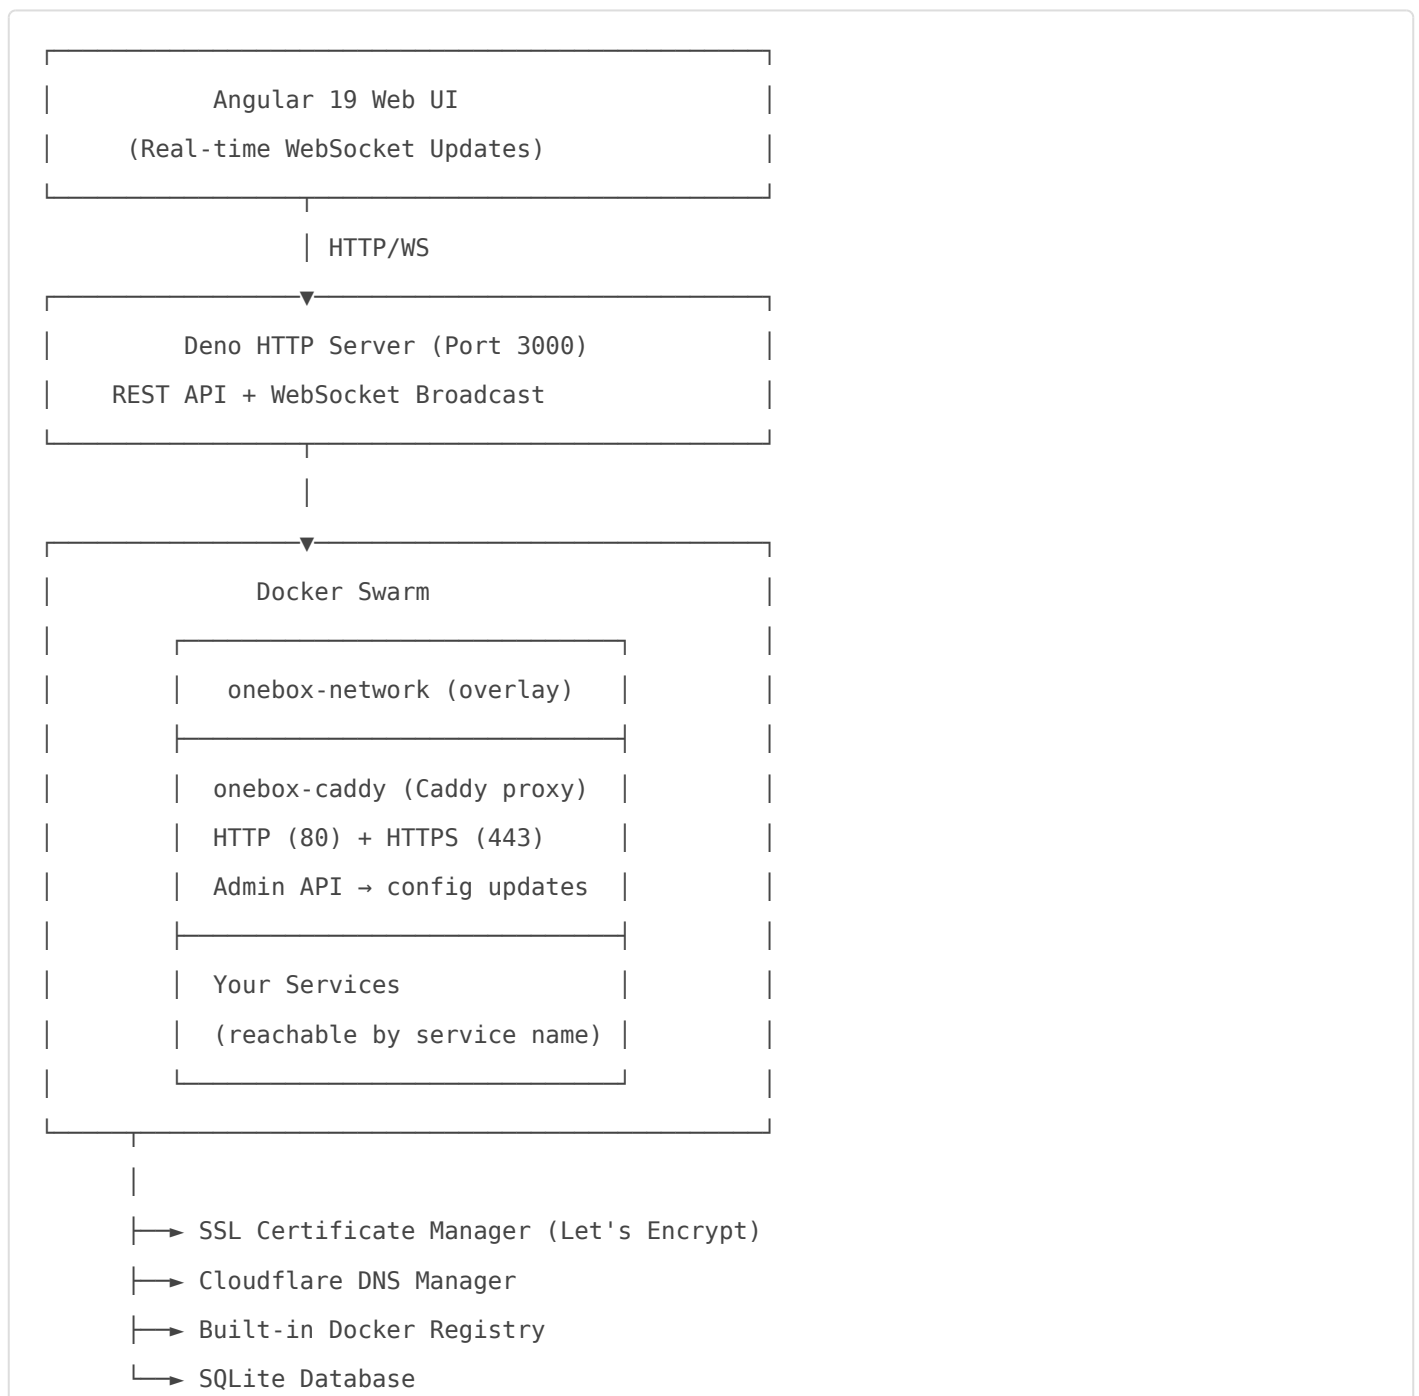 Angular 19 Web UI
(Real-time WebSocket Updates)
HTTP/WS
Deno HTTP Server (Port 3000)
REST API + WebSocket Broadcast
Docker Swarm
onebox-network (overlay)
onebox-caddy (Caddy proxy)
HTTP (80) + HTTPS (443)
Admin API → config updates
Your Services
(reachable by service name)
SSL Certificate Manager (Let's Encrypt)
Cloudflare DNS Manager
Built-in Docker Registry
SQLite Database